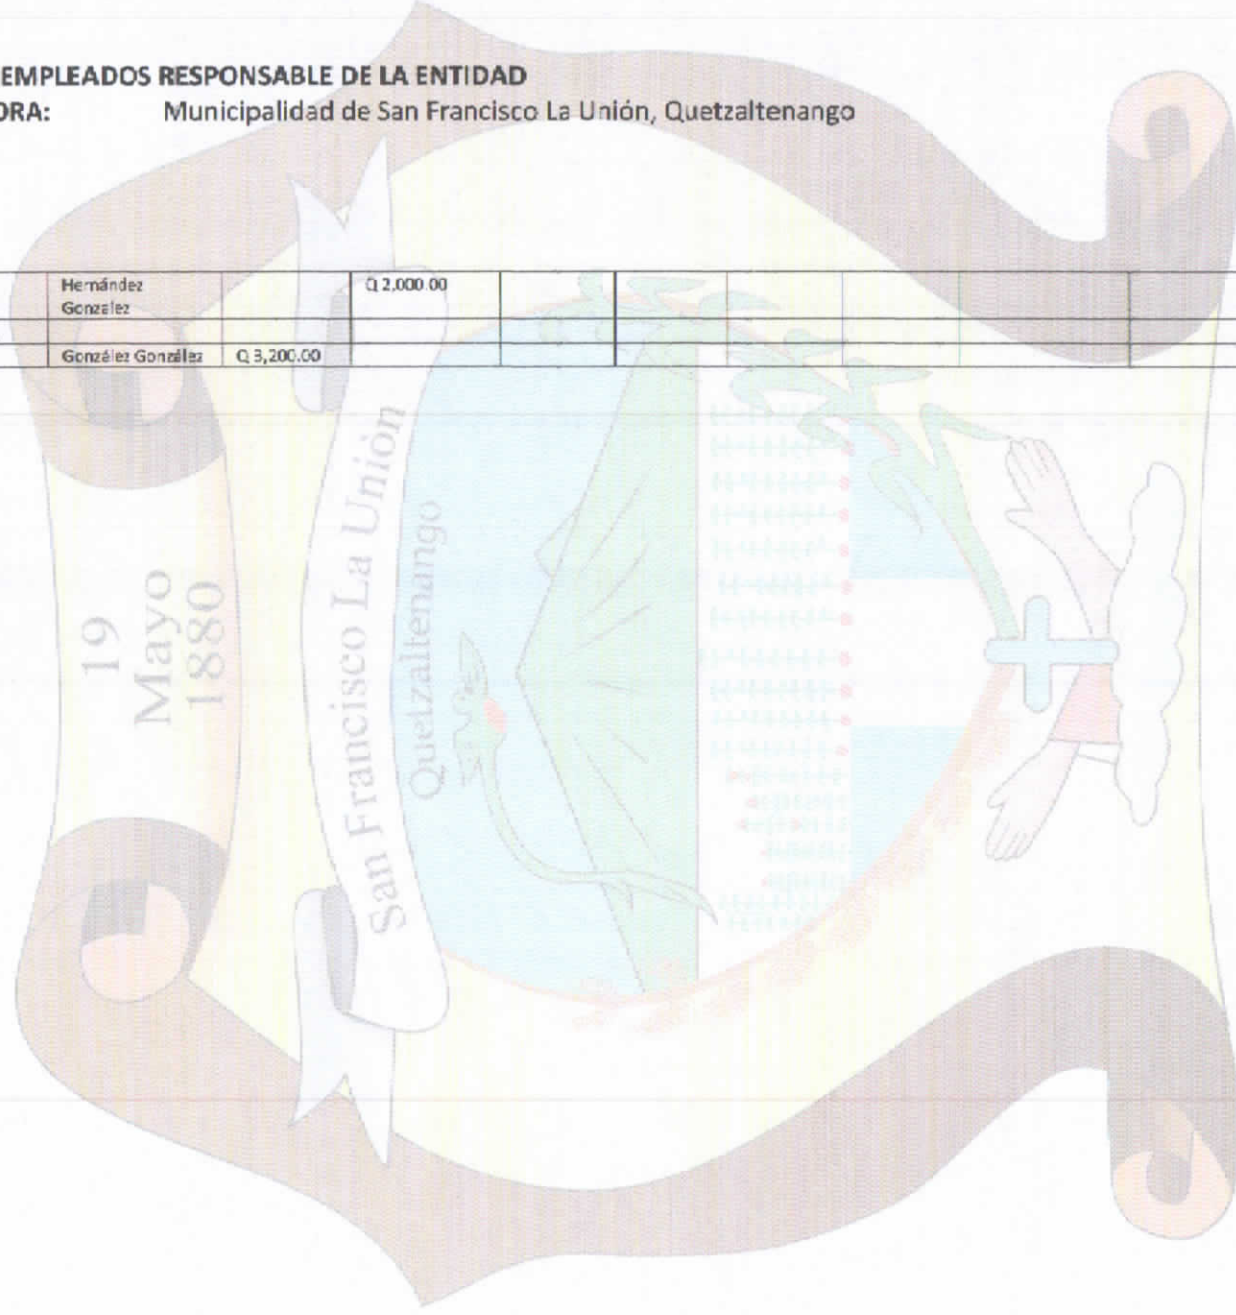 EMPLEADOS RESPONSABLE DE LA ENTIDAD
ORA: Municipalidad de San Francisco La Unión, Quetzaltenango
Hernández Q 2,000.00
Gonzalez
González González Q 3,200.00
San Francisco La Unión
Quetzaltenango
19
Mayo
1880